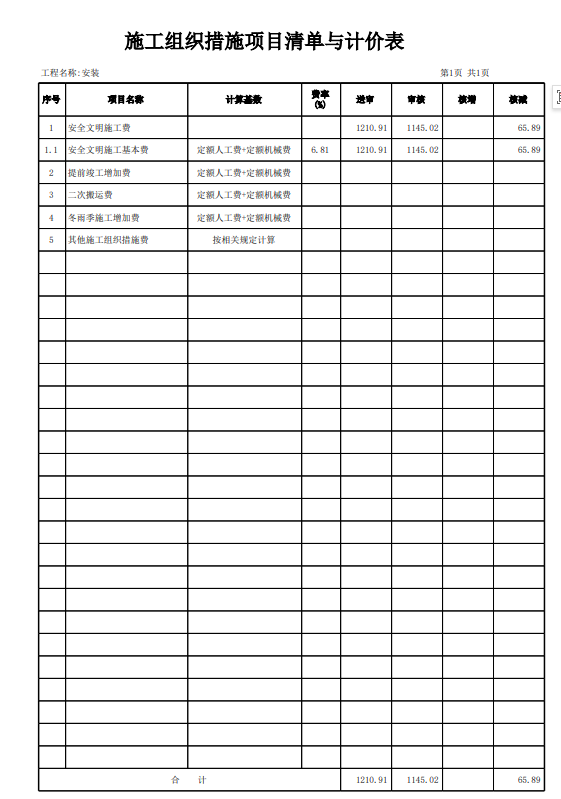 施工组织措施项目清单与计价表
工程名称:安装 第1页 共1页
序号 项目名称 计算基数 费率(%) 送审 审核 核增 核减
1 安全文明施工费 1210.91 1145.02 65.89
1.1 安全文明施工基本费 定额人工费+定额机械费 6.81 1210.91 1145.02 65.89
2 提前竣工增加费 定额人工费+定额机械费
3 二次搬运费 定额人工费+定额机械费
4 冬雨季施工增加费 定额人工费+定额机械费
5 其他施工组织措施费 按相关规定计算
合 计 1210.91 1145.02 65.89